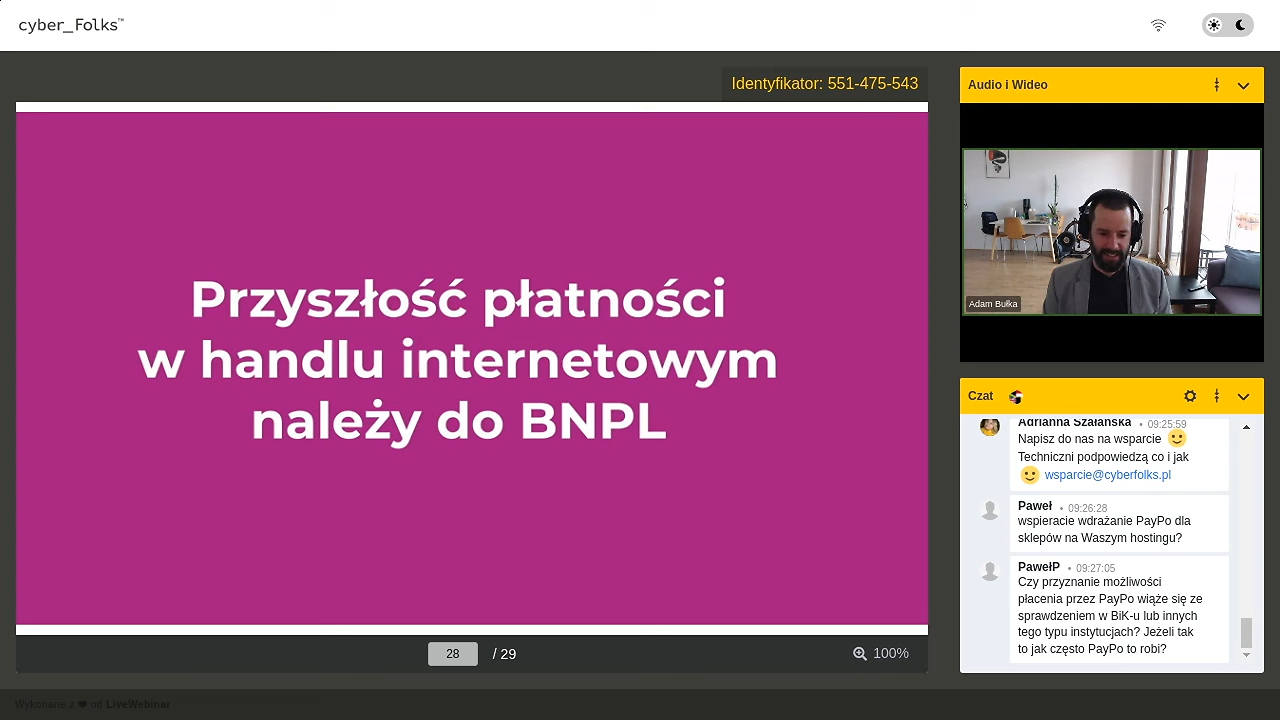 cyber_Folks™
Identyfikator: 551-475-543
Przyszłość płatności
w handlu internetowym
należy do BNPL
28 / 29
100%
Audio i Wideo
Adam Bułka
Czat
Adrianna Szałańska • 09:25:59
Napisz do nas na wsparcie
Techniczni podpowiedzą co i jak
wsparcie@cyberfolks.pl
Paweł • 09:26:28
wspieracie wdrażanie PayPo dla
sklepów na Waszym hostingu?
PawełP • 09:27:05
Czy przyznanie możliwości
płacenia przez PayPo wiąże się ze
sprawdzeniem w BiK-u lub innych
tego typu instytucjach? Jeżeli tak
to jak często PayPo to robi?
Wykonane z ❤ od LiveWebinar